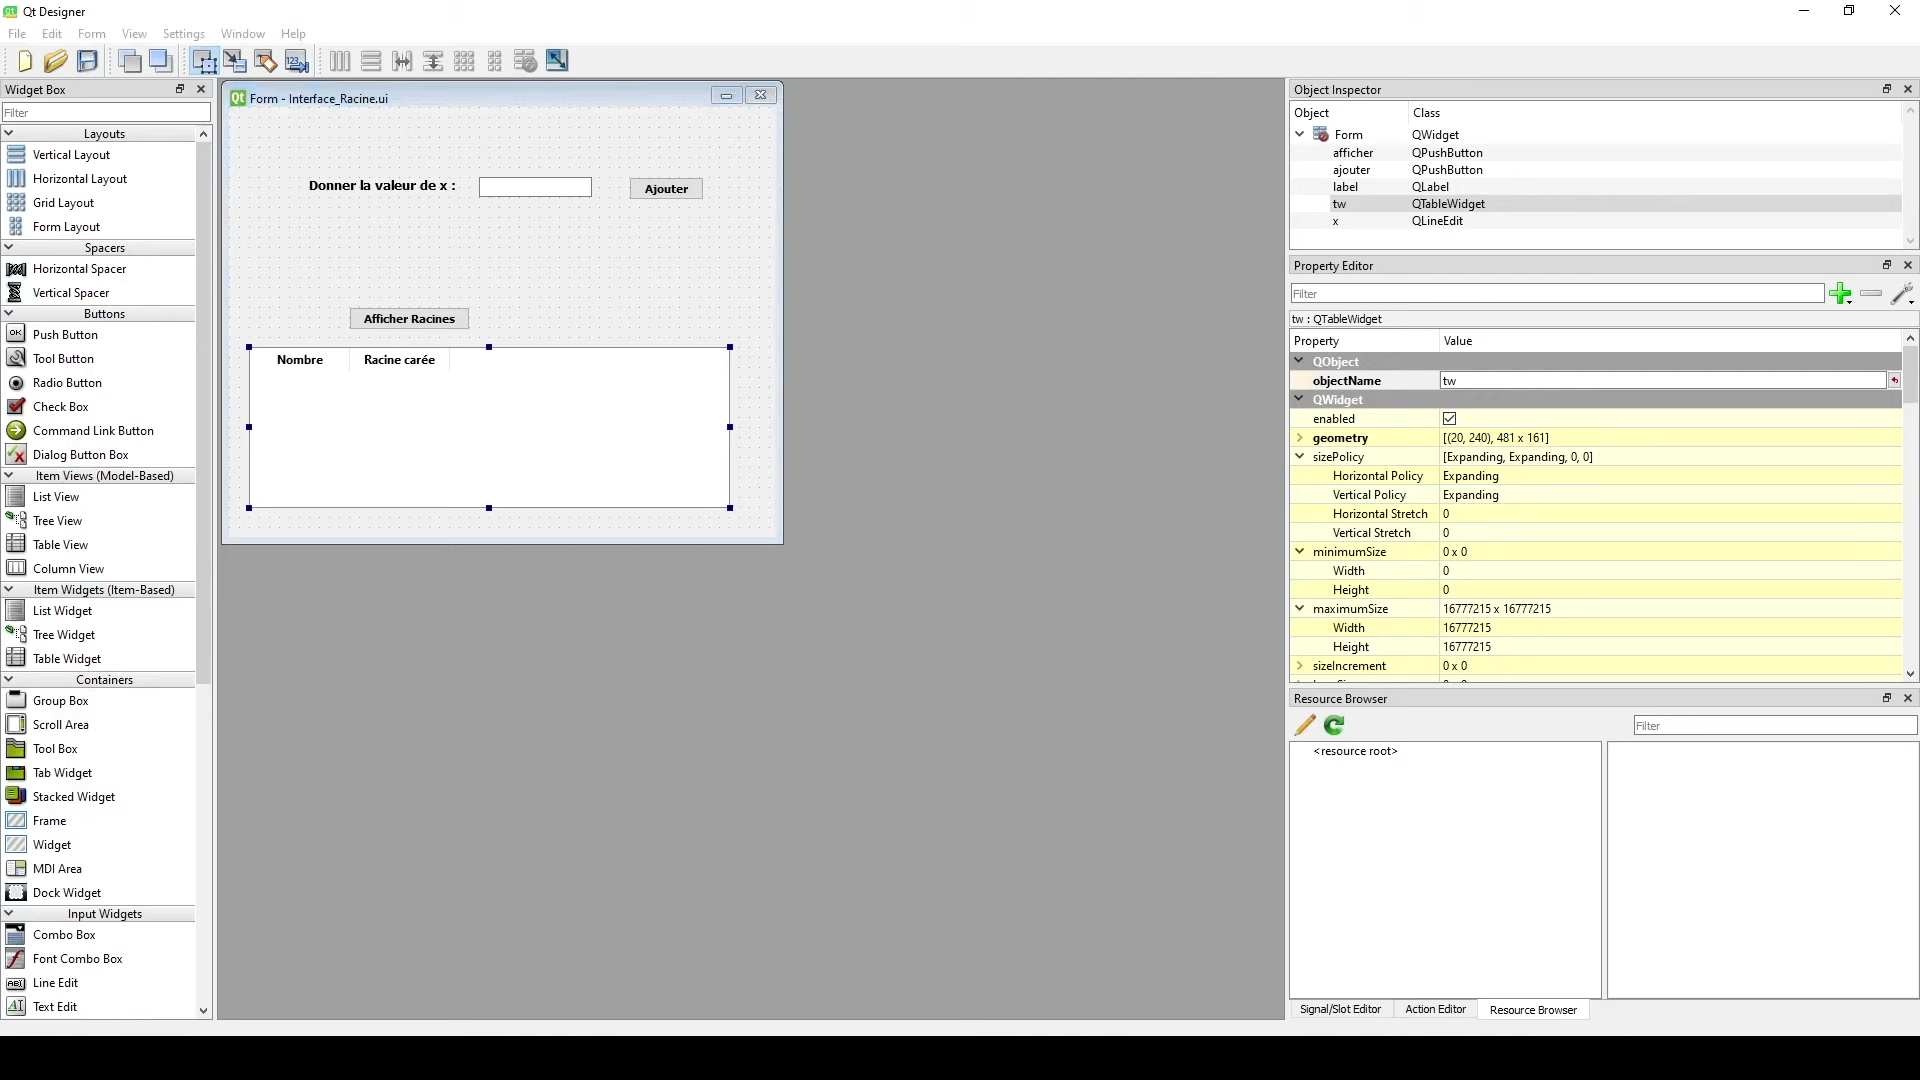 Qt Designer
File Edit Form View Settings Window Help
Widget Box
Filter
Layouts
Vertical Layout
Horizontal Layout
Grid Layout
Form Layout
Spacers
Horizontal Spacer
Vertical Spacer
Buttons
Push Button
Tool Button
Radio Button
Check Box
Command Link Button
Dialog Button Box
Item Views (Model-Based)
List View
Tree View
Table View
Column View
Item Widgets (Item-Based)
List Widget
Tree Widget
Table Widget
Containers
Group Box
Scroll Area
Tool Box
Tab Widget
Stacked Widget
Frame
Widget
MDI Area
Dock Widget
Input Widgets
Combo Box
Font Combo Box
Line Edit
Text Edit
Form - Interface_Racine.ui
Donner la valeur de x :
Ajouter
Afficher Racines
Nombre Racine carée
Object Inspector
Object Class
Form QWidget
afficher QPushButton
ajouter QPushButton
label QLabel
tw QTableWidget
x QLineEdit
Property Editor
Filter
tw : QTableWidget
Property Value
QObject
objectName tw
QWidget
enabled
geometry [(20, 240), 481 x 161]
sizePolicy [Expanding, Expanding, 0, 0]
Horizontal Policy Expanding
Vertical Policy Expanding
Horizontal Stretch 0
Vertical Stretch 0
minimumSize 0 x 0
Width 0
Height 0
maximumSize 16777215 x 16777215
Width 16777215
Height 16777215
sizeIncrement 0 x 0
Resource Browser
Filter
<resource root>
Signal/Slot Editor Action Editor Resource Browser